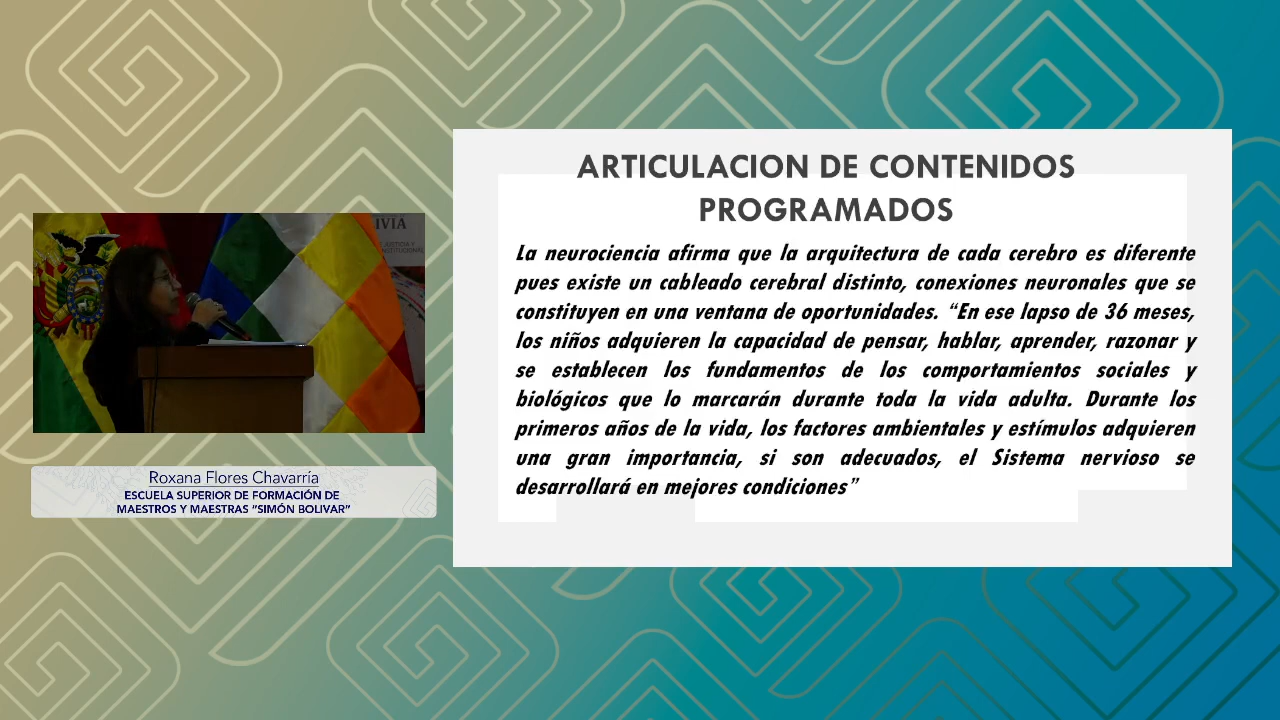 ARTICULACION DE CONTENIDOS
PROGRAMADOS
La neurociencia afirma que la arquitectura de cada cerebro es diferente
pues existe un cableado cerebral distinto, conexiones neuronales que se
constituyen en una ventana de oportunidades. “En ese lapso de 36 meses,
los niños adquieren la capacidad de pensar, hablar, aprender, razonar y
se establecen los fundamentos de los comportamientos sociales y
biológicos que lo marcarán durante toda la vida adulta. Durante los
primeros años de la vida, los factores ambientales y estímulos adquieren
una gran importancia, si son adecuados, el Sistema nervioso se
desarrollará en mejores condiciones”
IVIA
JUSTICIA Y
Roxana Flores Chavarría
ESCUELA SUPERIOR DE FORMACIÓN DE
MAESTROS Y MAESTRAS “SIMÓN BOLIVAR”